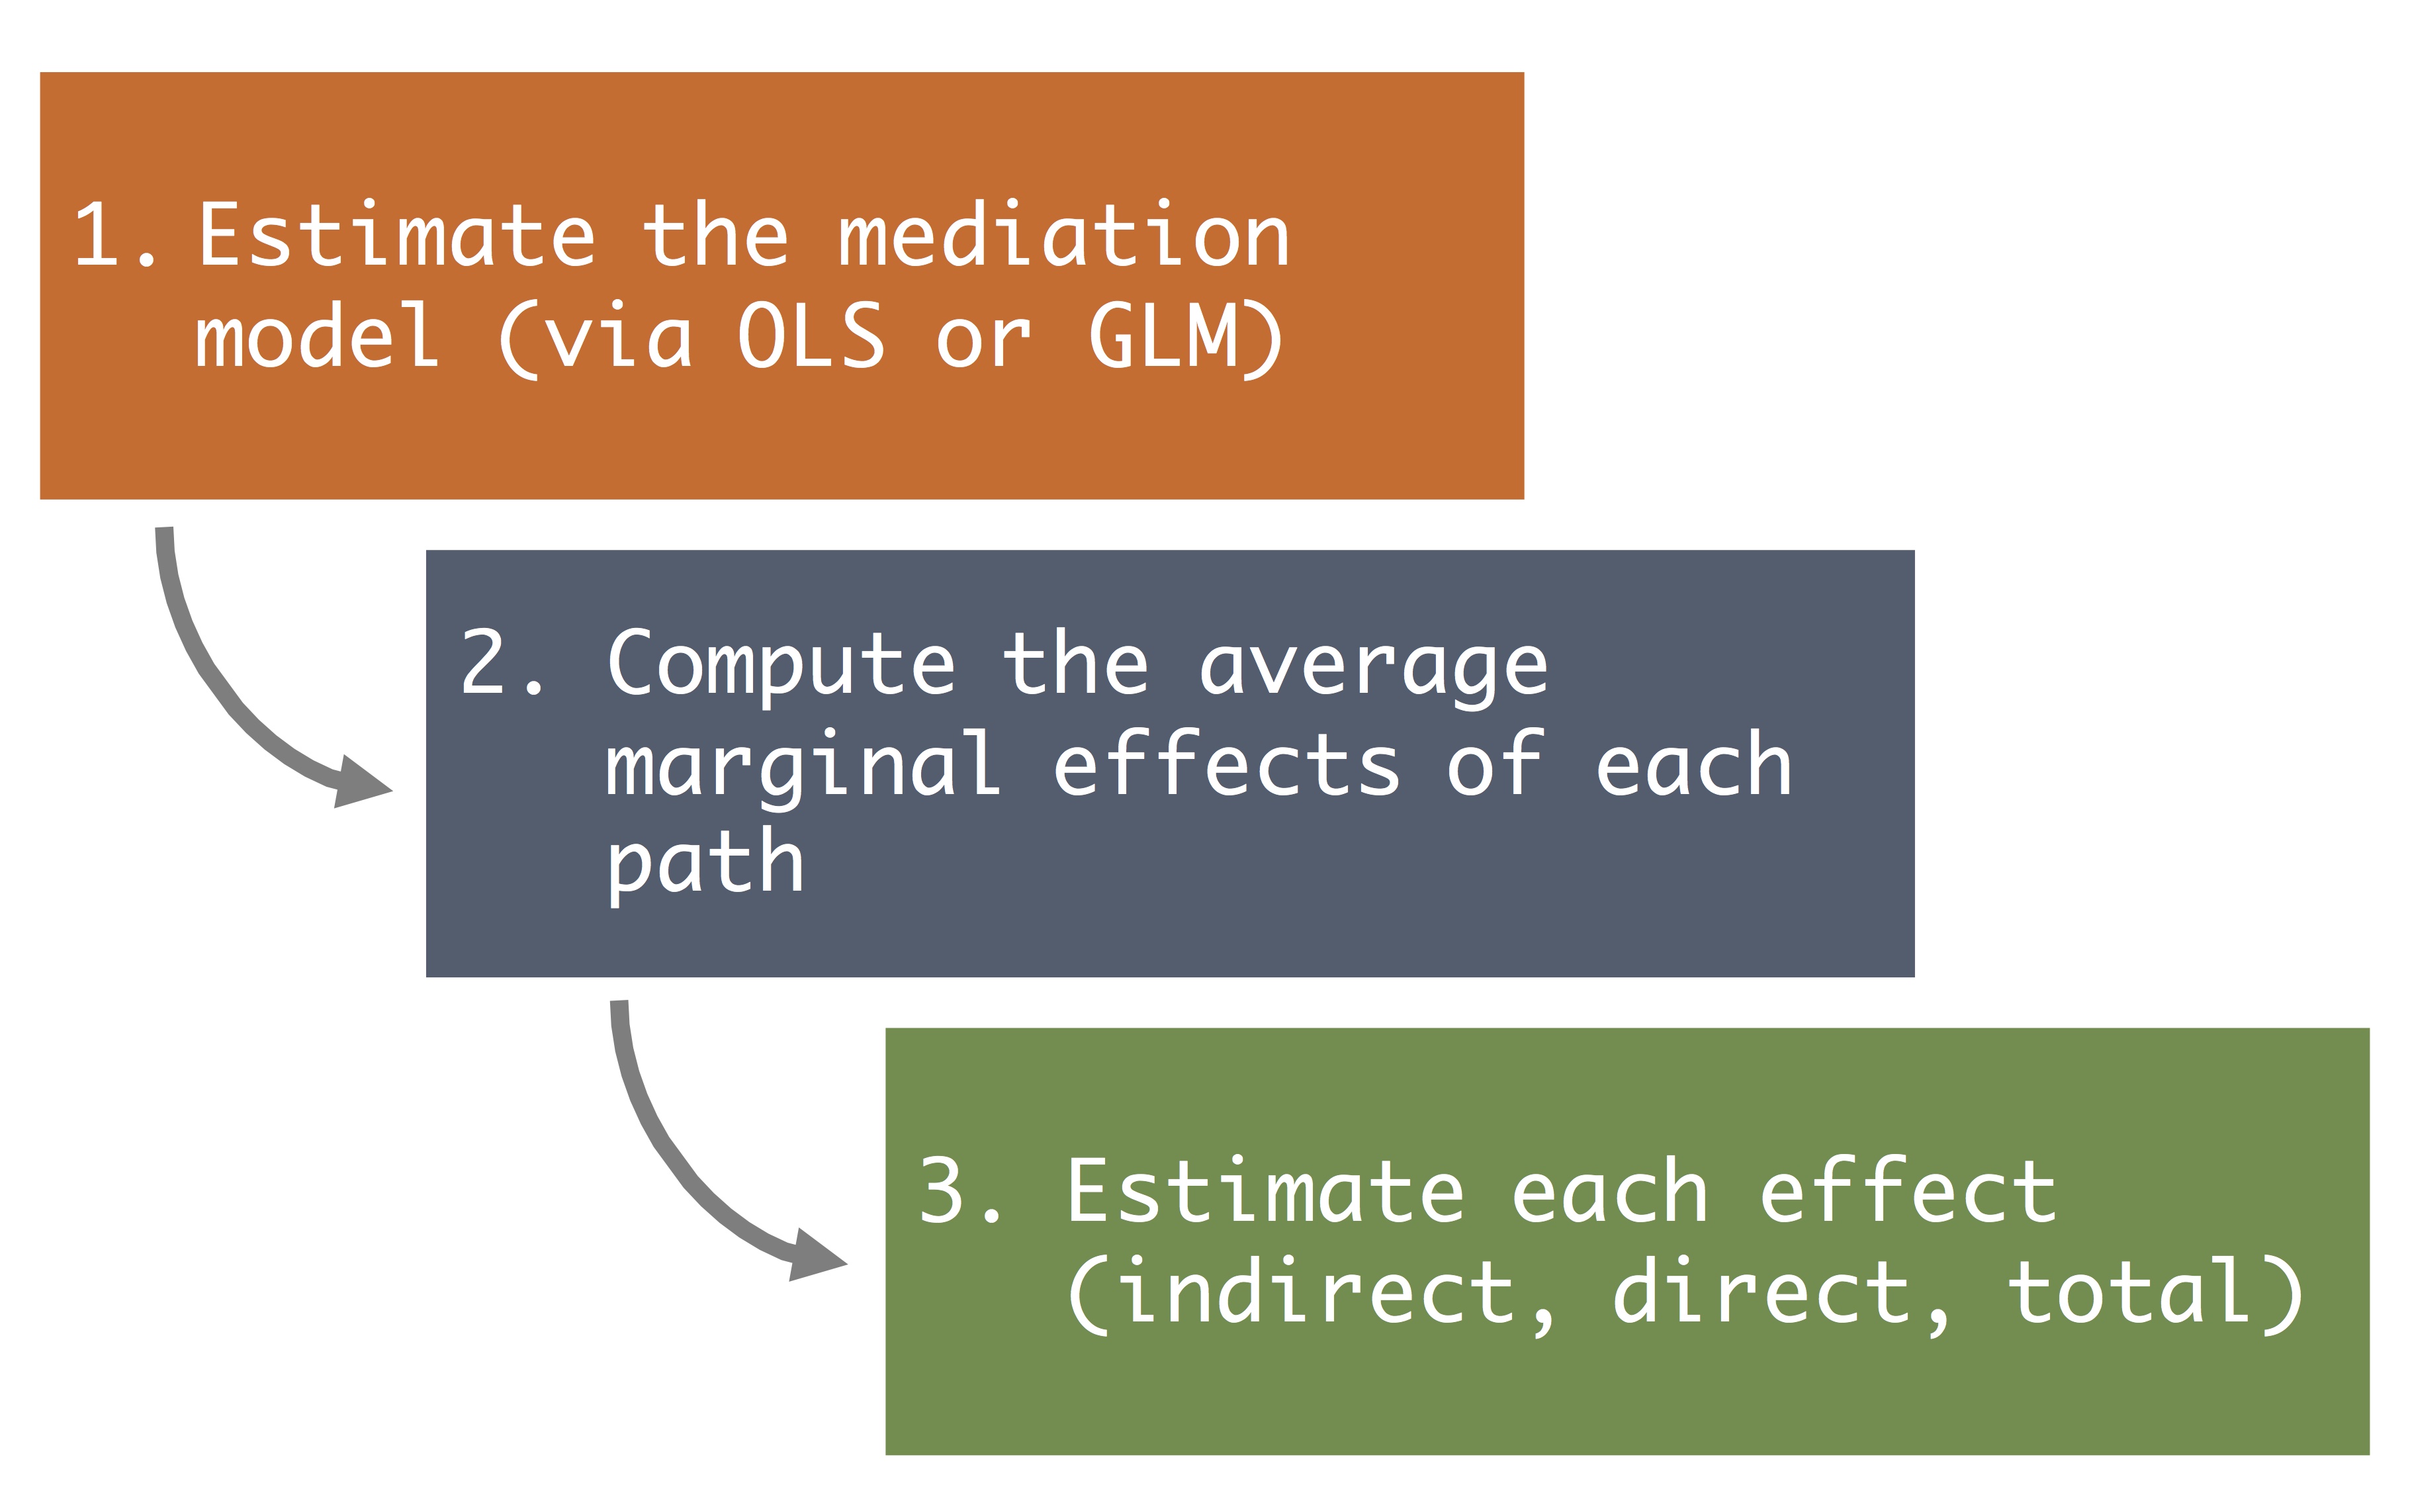 1. Estimate the mediation
model (via OLS or GLM)
2. Compute the average
marginal effects of each
path
3. Estimate each effect
(indirect, direct, total)